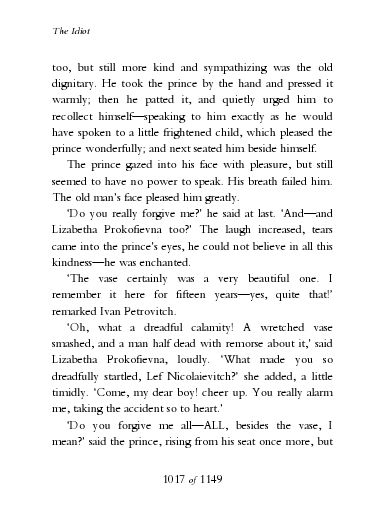 The Idiot
too, but still more kind and sympathizing was the old
dignitary. He took the prince by the hand and pressed it
warmly; then he patted it, and quietly urged him to
recollect himself—speaking to him exactly as he would
have spoken to a little frightened child, which pleased the
prince wonderfully; and next seated him beside himself.
The prince gazed into his face with pleasure, but still
seemed to have no power to speak. His breath failed him.
The old man's face pleased him greatly.
'Do you really forgive me?' he said at last. 'And—and
Lizabetha Prokofievna too?' The laugh increased, tears
came into the prince's eyes, he could not believe in all this
kindness—he was enchanted.
'The vase certainly was a very beautiful one. I
remember it here for fifteen years—yes, quite that!'
remarked Ivan Petrovitch.
'Oh, what a dreadful calamity! A wretched vase
smashed, and a man half dead with remorse about it,' said
Lizabetha Prokofievna, loudly. 'What made you so
dreadfully startled, Lef Nicolaievitch?' she added, a little
timidly. 'Come, my dear boy! cheer up. You really alarm
me, taking the accident so to heart.'
'Do you forgive me all—ALL, besides the vase, I
mean?' said the prince, rising from his seat once more, but
1017 of 1149